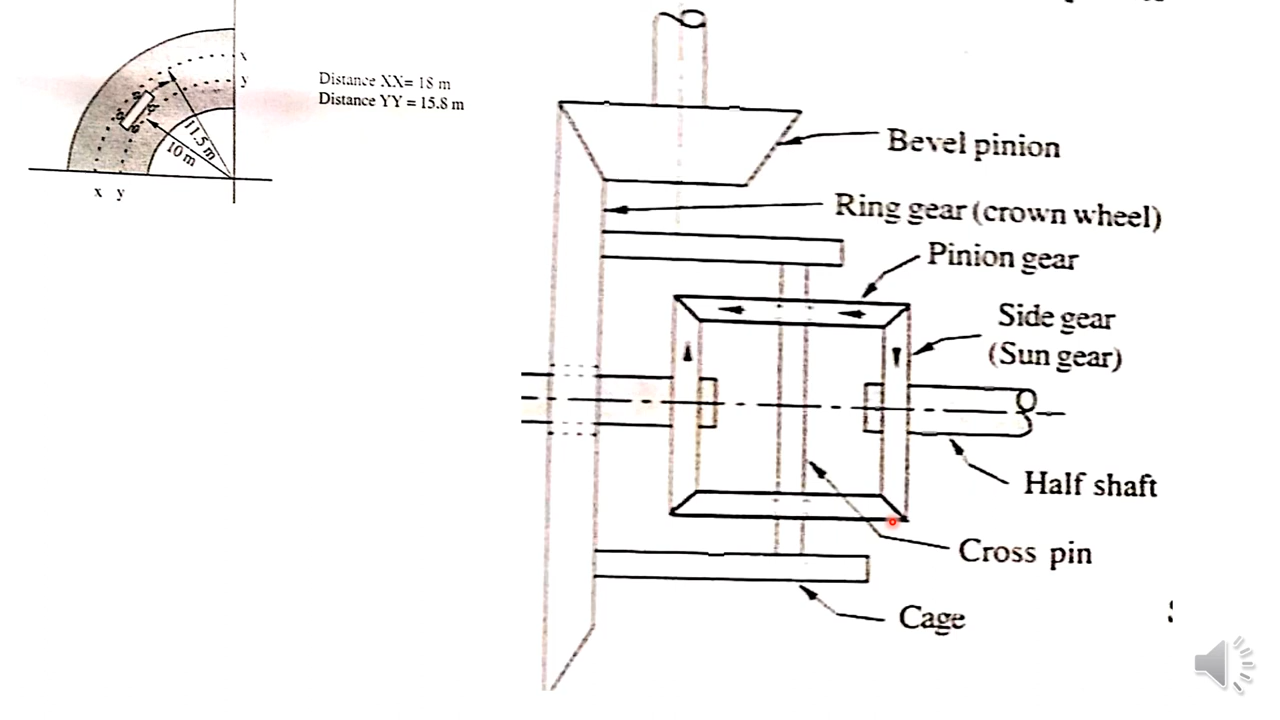 x
y
Distance XX= 18 m
Distance YY = 15.8 m
11.5 m
10 m
x y
Bevel pinion
Ring gear (crown wheel)
Pinion gear
Side gear
(Sun gear)
Half shaft
Cross pin
Cage